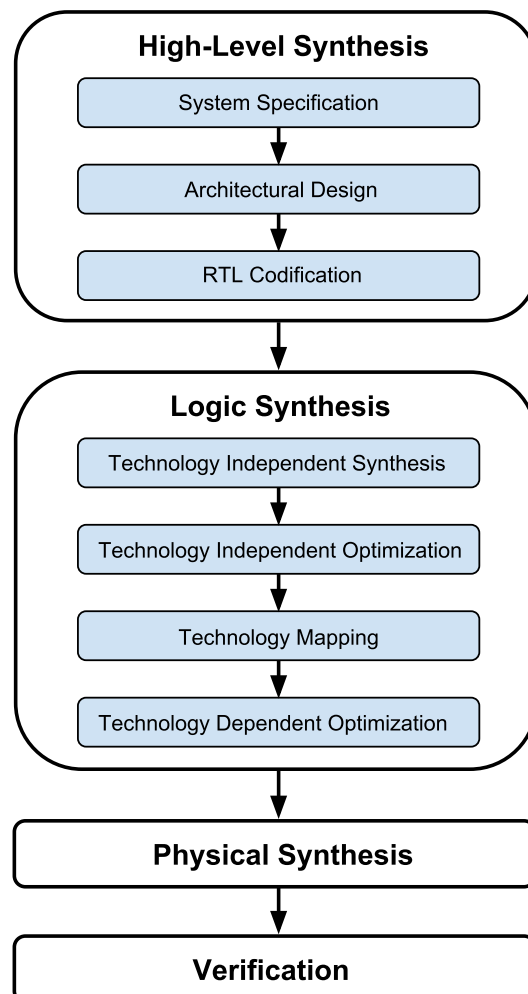 High-Level Synthesis
System Specification
Architectural Design
RTL Codification
Logic Synthesis
Technology Independent Synthesis
Technology Independent Optimization
Technology Mapping
Technology Dependent Optimization
Physical Synthesis
Verification